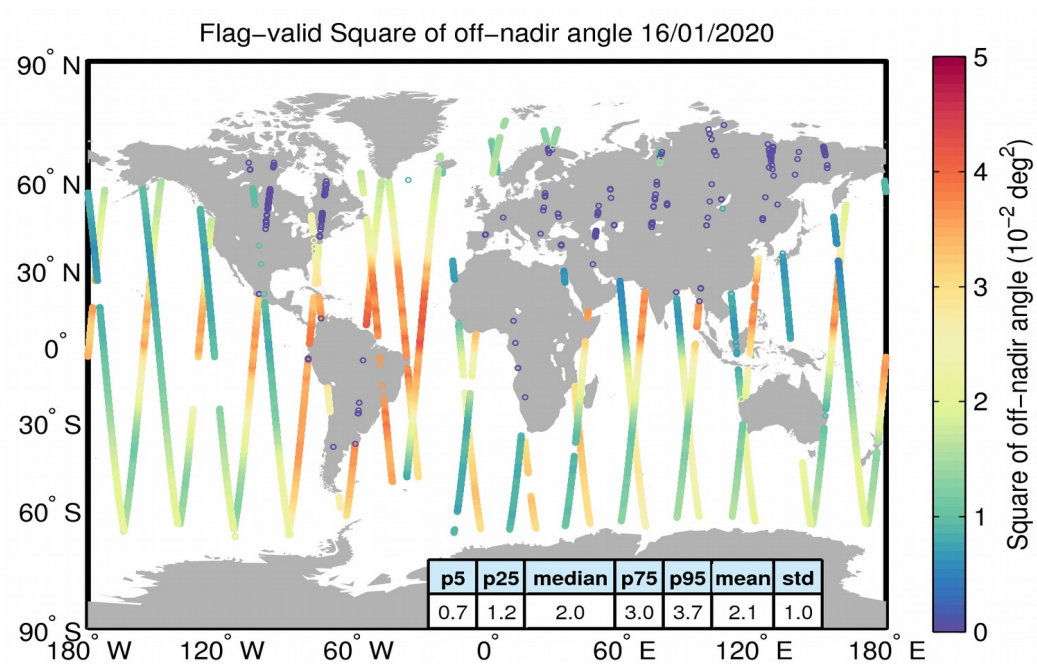 Flag−valid Square of off−nadir angle 16/01/2020
90° N
60° N
30° N
0°
30° S
60° S
90° S
180° W
120° W
60° W
0°
60° E
120° E
180° E
p5 p25 median p75 p95 mean std
0.7 1.2 2.0 3.0 3.7 2.1 1.0
5
4
3
2
1
0
Square of off−nadir angle (10⁻² deg²)